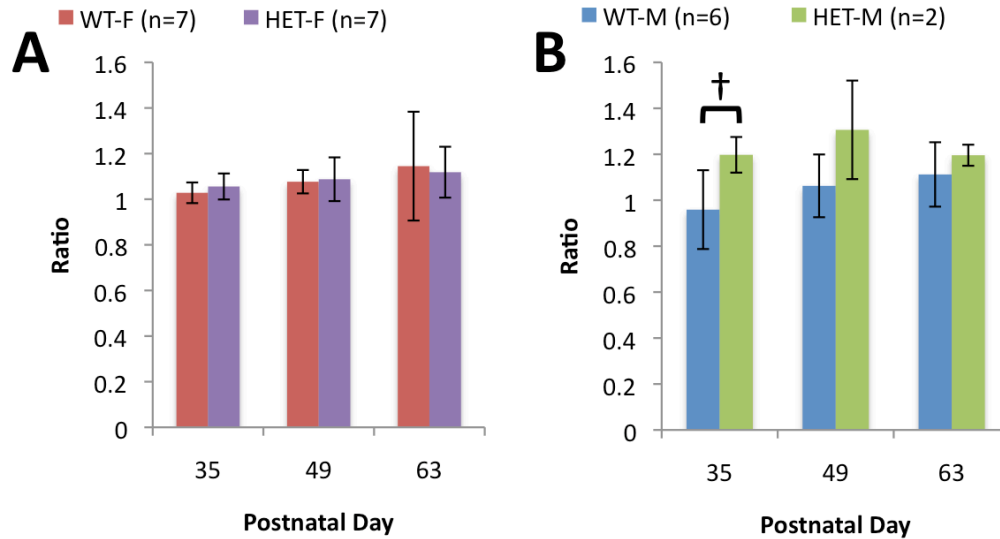 A
WT-F (n=7) HET-F (n=7)
1.6
1.4
1.2
1
0.8
0.6
0.4
0.2
0
Ratio
35 49 63
Postnatal Day
B
WT-M (n=6) HET-M (n=2)
1.6
1.4
1.2
1
0.8
0.6
0.4
0.2
0
Ratio
†
35 49 63
Postnatal Day